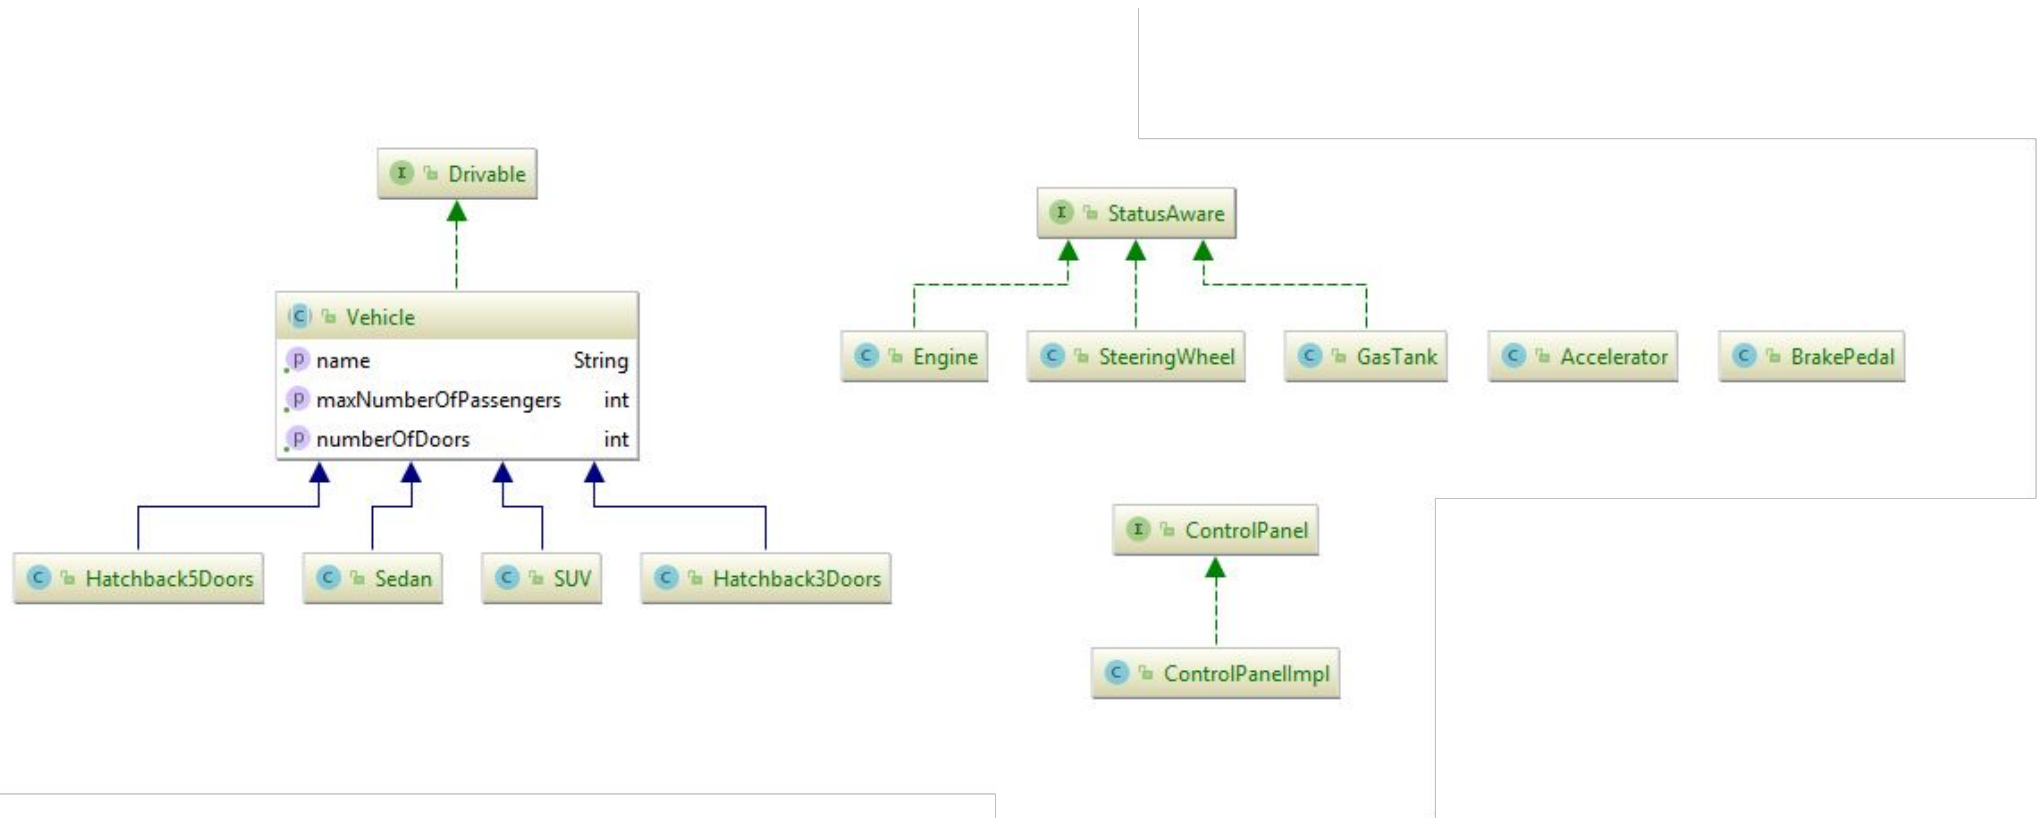 I Drivable
C Vehicle
p name String
p maxNumberOfPassengers int
p numberOfDoors int
C Hatchback5Doors
C Sedan
C SUV
C Hatchback3Doors
I StatusAware
C Engine
C SteeringWheel
C GasTank
C Accelerator
C BrakePedal
I ControlPanel
C ControlPanelImpl